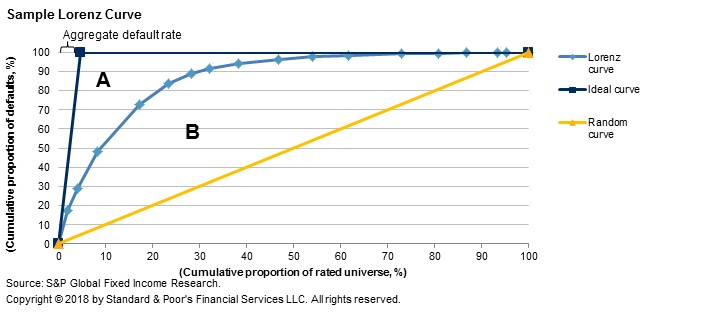 Sample Lorenz Curve
Aggregate default rate
(Cumulative proportion of defaults, %)
100
90
80
70
60
50
40
30
20
10
0
A
B
0 10 20 30 40 50 60 70 80 90 100
(Cumulative proportion of rated universe, %)
Lorenz
curve
Ideal curve
Random
curve
Source: S&P Global Fixed Income Research.
Copyright © 2018 by Standard & Poor's Financial Services LLC. All rights reserved.